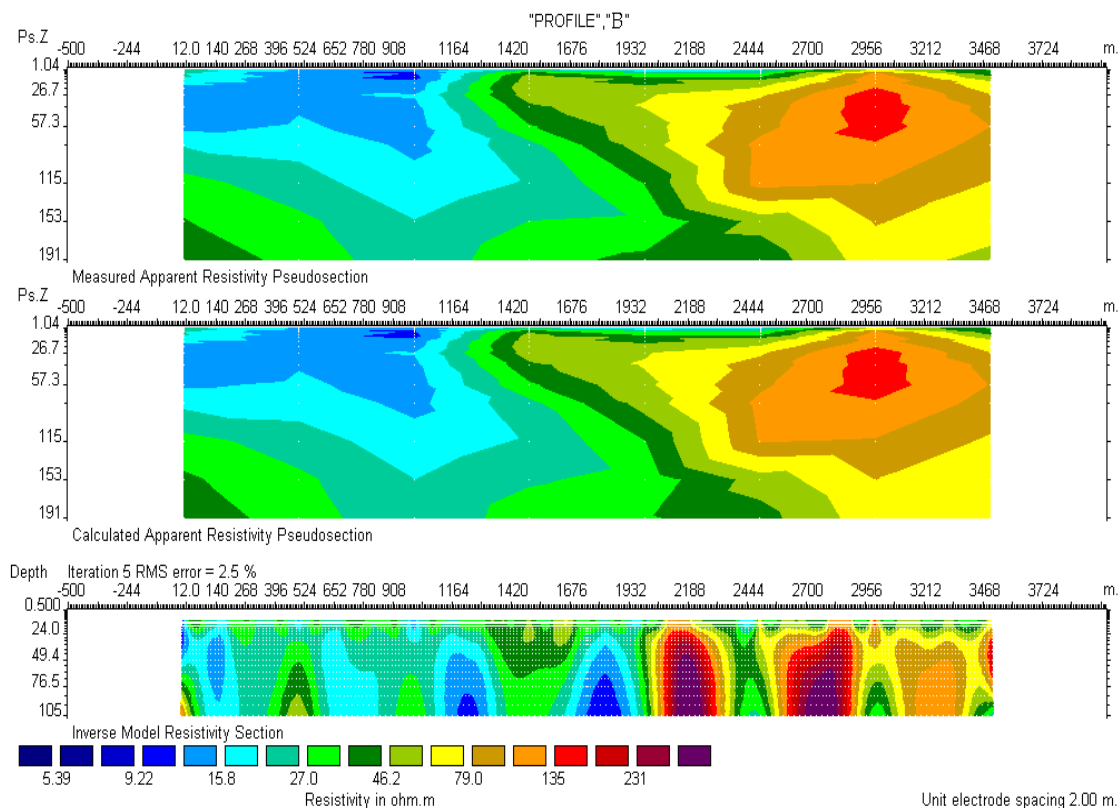 "PROFILE","B"
Ps.Z
-500 -244 12.0 140 268 396 524 652 780 908 1164 1420 1676 1932 2188 2444 2700 2956 3212 3468 3724 m.
1.04
26.7
57.3
115.
153
191.
Measured Apparent Resistivity Pseudosection
Ps.Z
-500 -244 12.0 140 268 396 524 652 780 908 1164 1420 1676 1932 2188 2444 2700 2956 3212 3468 3724 m.
1.04
26.7
57.3
115.
153.
191
Calculated Apparent Resistivity Pseudosection
Depth Iteration 5 RMS error = 2.5 %
-500 -244 12.0 140 268 396 524 652 780 908 1164 1420 1676 1932 2188 2444 2700 2956 3212 3468 3724 m.
0.500
24.0
49.4
76.5
105.
Inverse Model Resistivity Section
5.39 9.22 15.8 27.0 46.2 79.0 135 231
Resistivity in ohm.m Unit electrode spacing 2.00 m.